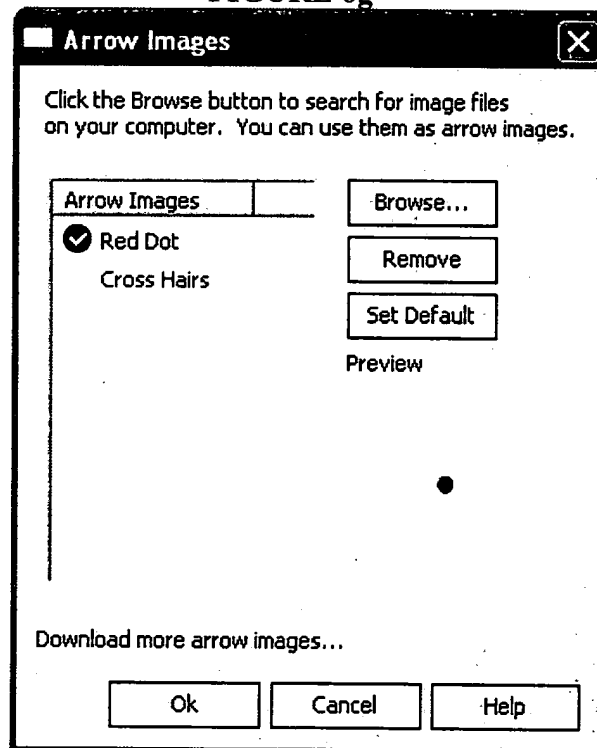 Arrow Images
Click the Browse button to search for image files
on your computer. You can use them as arrow images.
Arrow Images
Browse...
Red Dot
Remove
Cross Hairs
Set Default
Preview
Download more arrow images...
Ok
Cancel
Help